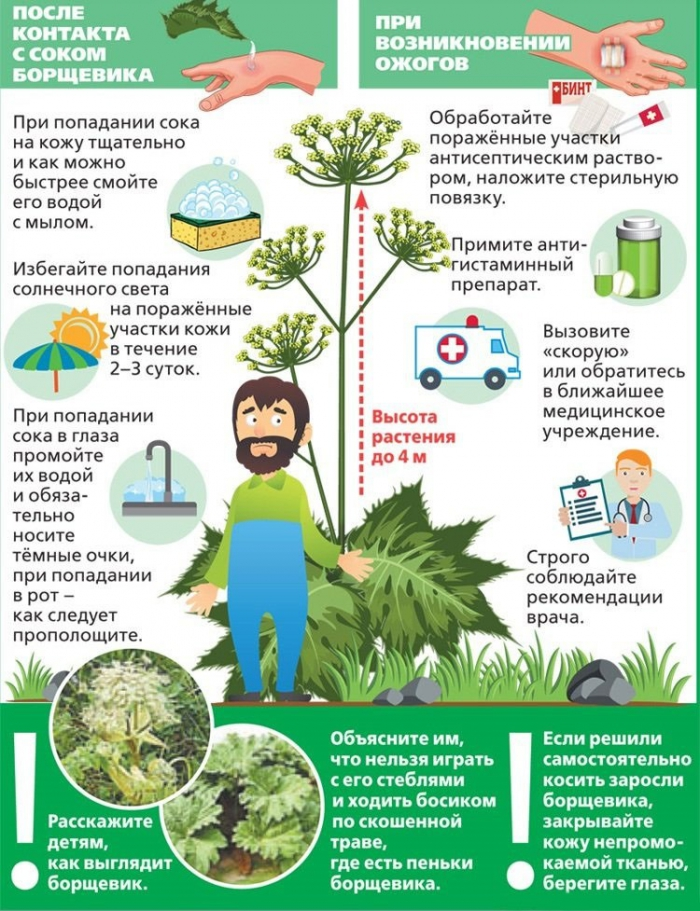 ПОСЛЕ
КОНТАКТА
С СОКОМ
БОРЩЕВИКА
При попадании сока
на кожу тщательно
и как можно
быстрее смойте
его водой
с мылом.
Избегайте попадания
солнечного света
на поражённые
участки кожи
в течение
2–3 суток.
При попадании
сока в глаза
промойте
их водой
и обяза-
тельно
носите
тёмные очки,
при попадании
в рот –
как следует
прополощите.
ПРИ
ВОЗНИКНОВЕНИИ
ОЖОГОВ
БИНТ
Обработайте
поражённые участки
антисептическим раство-
ром, наложите стерильную
повязку.
Примите анти-
гистаминный
препарат.
Вызовите
«скорую»
или обратитесь
в ближайшее
медицинское
учреждение.
Строго
соблюдайте
рекомендации
врача.
Высота
растения
до 4 м
!
Расскажите
детям,
как выглядит
борщевик.
Объясните им,
что нельзя играть
с его стеблями
и ходить босиком
по скошенной
траве,
где есть пеньки
борщевика.
!
Если решили
самостоятельно
косить заросли
борщевика,
закрывайте
кожу непромо-
каемой тканью,
берегите глаза.